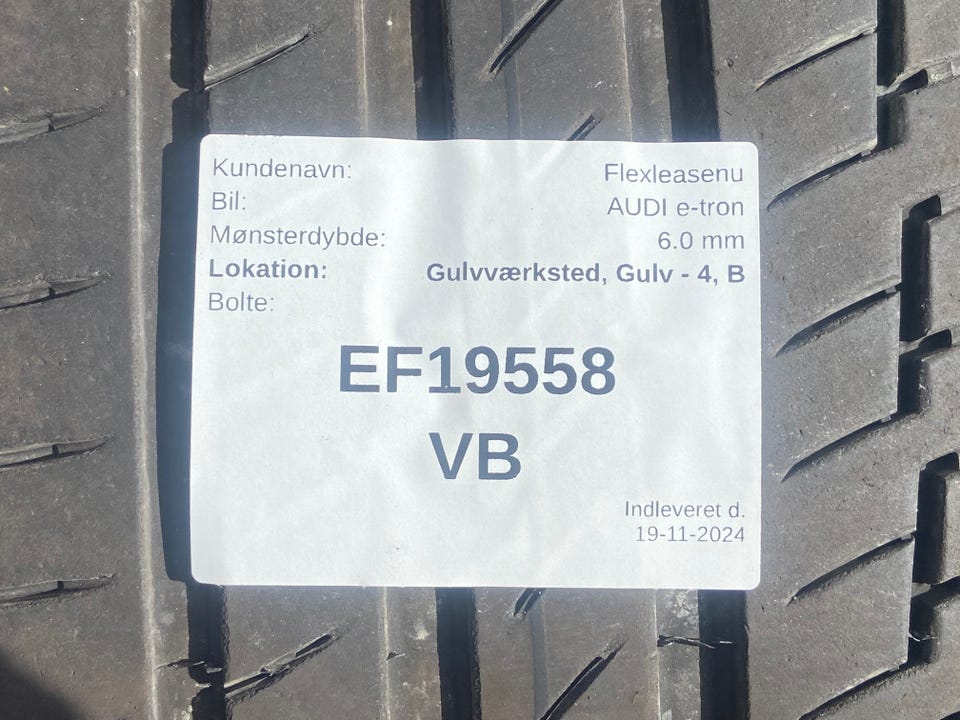 Kundenavn: Flexleasenu
Bil: AUDI e-tron
Mønsterdybde: 6.0 mm
Lokation: Gulvværksted, Gulv - 4, B
Bolte:
EF19558
VB
Indleveret d.
19-11-2024